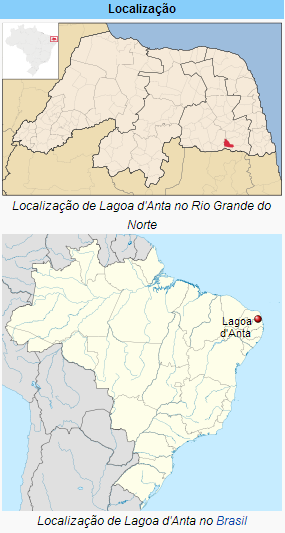 Localização
Localização de Lagoa d'Anta no Rio Grande do
Norte
Lagoa
d'Anta
Localização de Lagoa d'Anta no Brasil